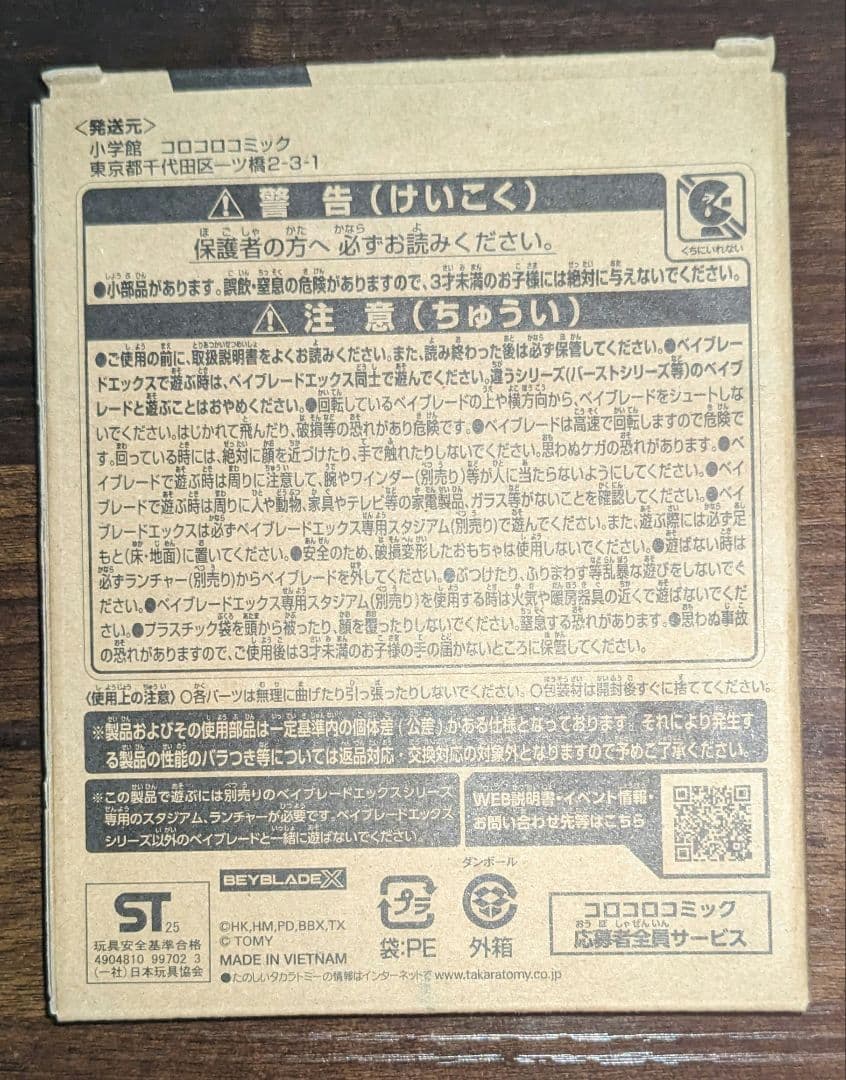 <発送元>
小学館 コロコロコミック
東京都千代田区一ツ橋2-3-1
警告(けいこく)
保護者の方へ 必ずお読みください。
くちにいれない
●小部品があります。誤飲・窒息の危険がありますので、3才未満のお子様には絶対に与えないでください。
注意(ちゅうい)
●ご使用の前に、取扱説明書をよくお読みください。また、読み終わった後は必ず保管してください。●ベイブレー
ドエックスで遊ぶ時は、ベイブレードエックス同士で遊んでください。違うシリーズ(バーストシリーズ等)のベイブ
レードと遊ぶことはおやめください。●回転しているベイブレードの上や横方向から、ベイブレードをシュートしな
いでください。はじかれて飛んだり、破損等の恐れがあり危険です。●ベイブレードは高速で回転しますので危険で
す。回っている時には、絶対に顔を近づけたり、手で触れたりしないでください。思わぬケガの恐れがあります。●ベ
イブレードで遊ぶ時は周りに注意して、腕やワインダー(別売り)等が人に当たらないようにしてください。●ベイ
ブレードで遊ぶ時は周りに人や動物、家具やテレビ等の家電製品、ガラス等がないことを確認してください。●ベイ
ブレードエックスは必ずベイブレードエックス専用スタジアム(別売り)で遊んでください。また、遊ぶ際には必ず足
もと(床・地面)に置いてください。●安全のため、破損変形したおもちゃは使用しないでください。●遊ばない時は
必ずランチャー(別売り)からベイブレードを外してください。●ぶつけたり、ふりまわす等乱暴な遊びをしないでく
ださい。●ベイブレードエックス専用スタジアム(別売り)を使用する時は火気や暖房器具の近くで遊ばないでくだ
さい。●プラスチック袋を頭から被ったり、顔を覆ったりしないでください。窒息する恐れがあります。●思わぬ事故
の恐れがありますので、ご使用後は3才未満のお子様の手の届かないところに保管してください。
〈使用上の注意〉○各パーツは無理に曲げたり引っ張ったりしないでください。○包装材は開封後すぐに捨ててください。
※製品およびその使用部品は一定基準内の個体差(公差)がある仕様となっております。それにより発生す
る製品の性能のバラつき等については返品対応・交換対応の対象外となりますので予めご了承ください。
※この製品で遊ぶには別売りのベイブレードエックスシリーズ
専用のスタジアム、ランチャーが必要です。ベイブレードエックス
シリーズ以外のベイブレードと一緒に遊ばないでください。
WEB説明書・イベント情報・
お問い合わせ先等はこちら
ST 25
玩具安全基準合格
4904810 99702 3
(一社)日本玩具協会
BEYBLADE X
©HK,HM,PD,BBX,TX
© TOMY
MADE IN VIETNAM
●たのしいタカラトミーの情報はインターネットで www.takaratomy.co.jp
プラ
袋:PE
ダンボール
外箱
コロコロコミック
応募者全員サービス